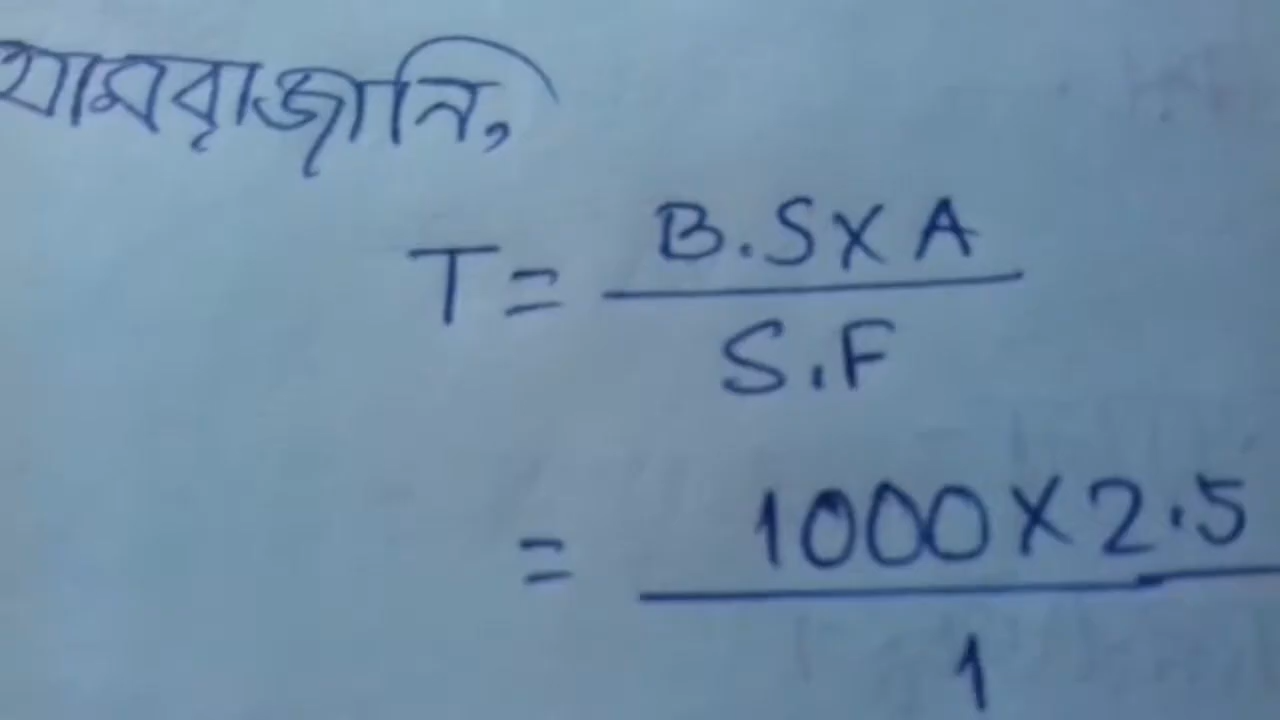 আমরা জানি,
T = B.S X A / S.F
= 1000 X 2.5 / 1